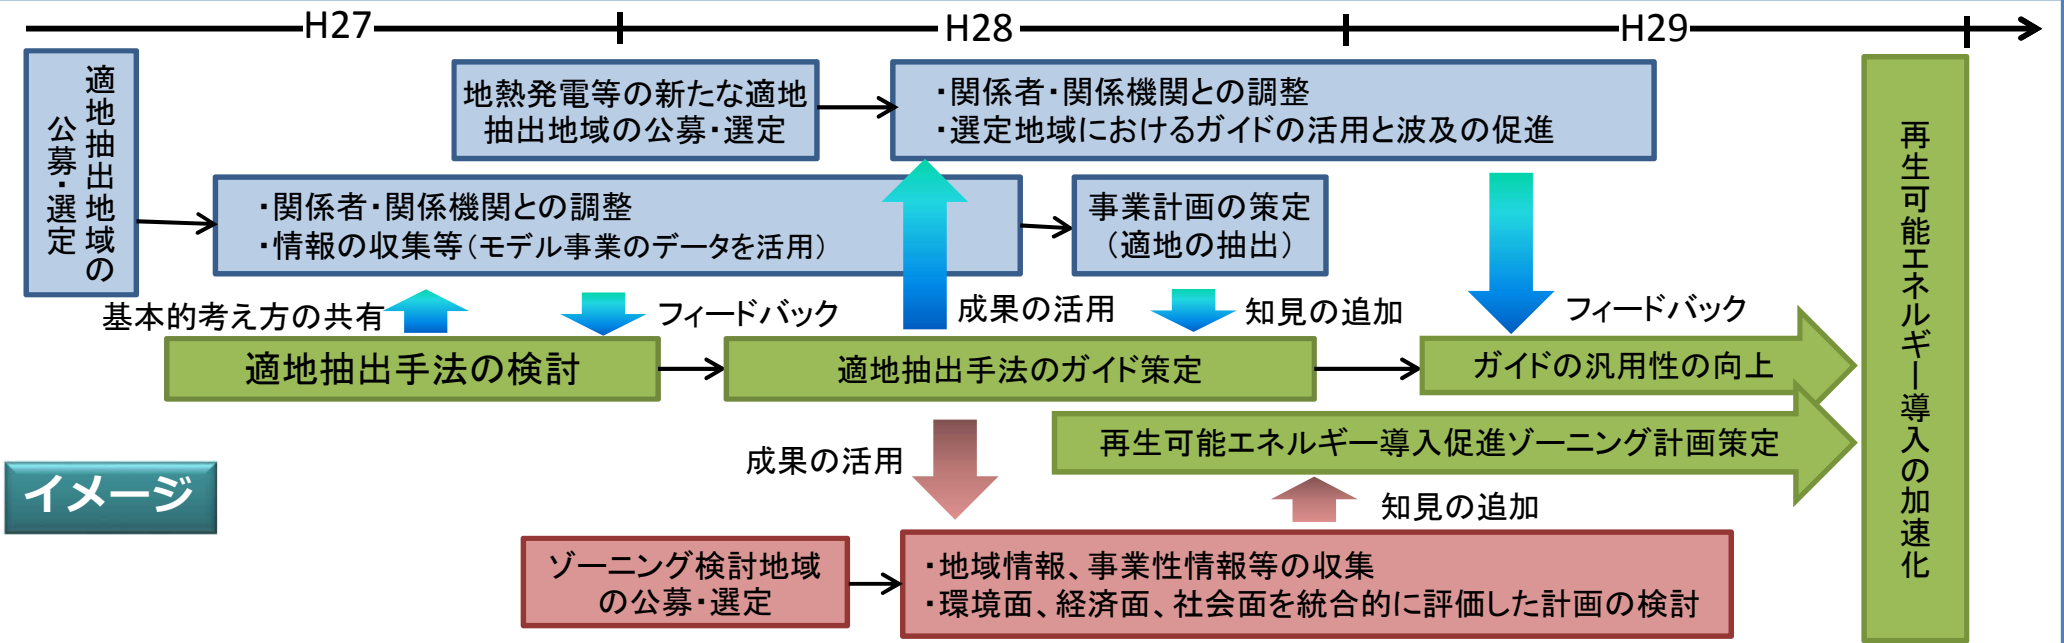 H27
H28
H29
適地抽出地域の
公募・選定
地熱発電等の新たな適地
抽出地域の公募・選定
・関係者・関係機関との調整
・選定地域におけるガイドの活用と波及の促進
・関係者・関係機関との調整
・情報の収集等(モデル事業のデータを活用)
事業計画の策定
(適地の抽出)
基本的考え方の共有
フィードバック
成果の活用
知見の追加
フィードバック
適地抽出手法の検討
適地抽出手法のガイド策定
ガイドの汎用性の向上
再生可能エネルギー導入促進ゾーニング計画策定
成果の活用
知見の追加
イメージ
ゾーニング検討地域
の公募・選定
・地域情報、事業性情報等の収集
・環境面、経済面、社会面を統合的に評価した計画の検討
再生可能エネルギー導入の加速化